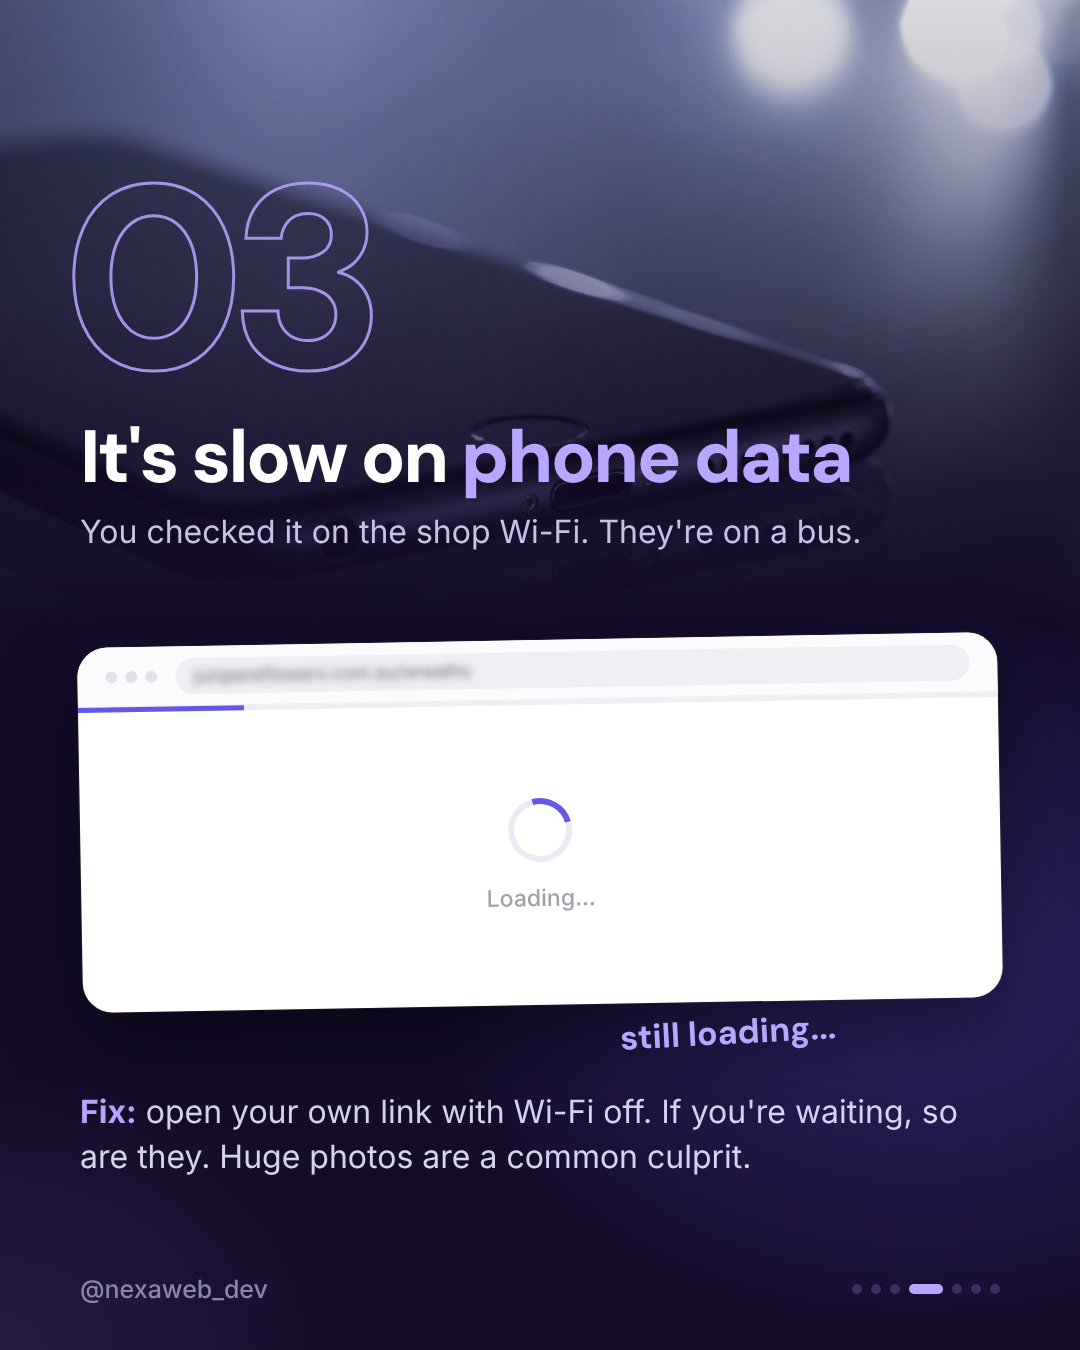 03
It's slow on phone data
You checked it on the shop Wi-Fi. They're on a bus.
Loading...
still loading...
Fix: open your own link with Wi-Fi off. If you're waiting, so
are they. Huge photos are a common culprit.
@nexaweb_dev